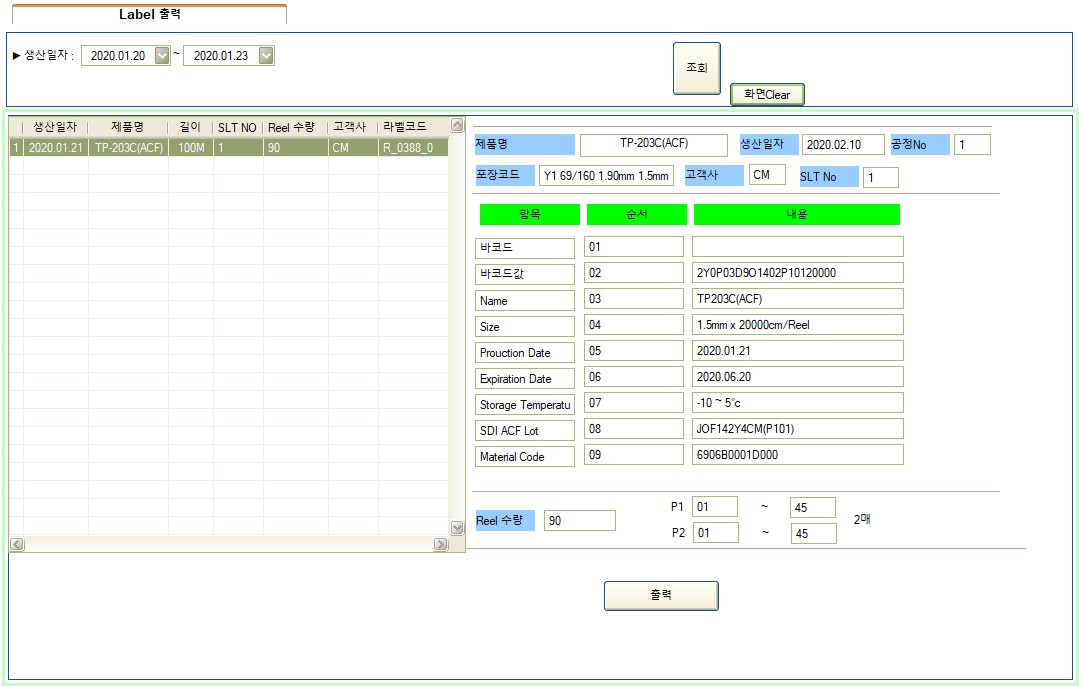 Label 출력
▶ 생산일자 : 2020.01.20 ~ 2020.01.23
조회
화면Clear
생산일자 제품명 길이 SLT NO Reel 수량 고객사 라벨코드
1 2020.01.21 TP-203C(ACF) 100M 1 90 CM R_0388_0
제품명 TP-203C(ACF) 생산일자 2020.02.10 공정No 1
포장코드 Y1 69/160 1.90mm 1.5mm 고객사 CM SLT No 1
항목 순서 내용
바코드 01
바코드값 02 2Y0P03D9O1402P10120000
Name 03 TP203C(ACF)
Size 04 1.5mm x 20000cm/Reel
Prouction Date 05 2020.01.21
Expiration Date 06 2020.06.20
Storage Temperatu 07 -10 ~ 5°c
SDI ACF Lot 08 JOF142Y4CM(P101)
Material Code 09 6906B0001D000
Reel 수량 90
P1 01 ~ 45
2매
P2 01 ~ 45
출력